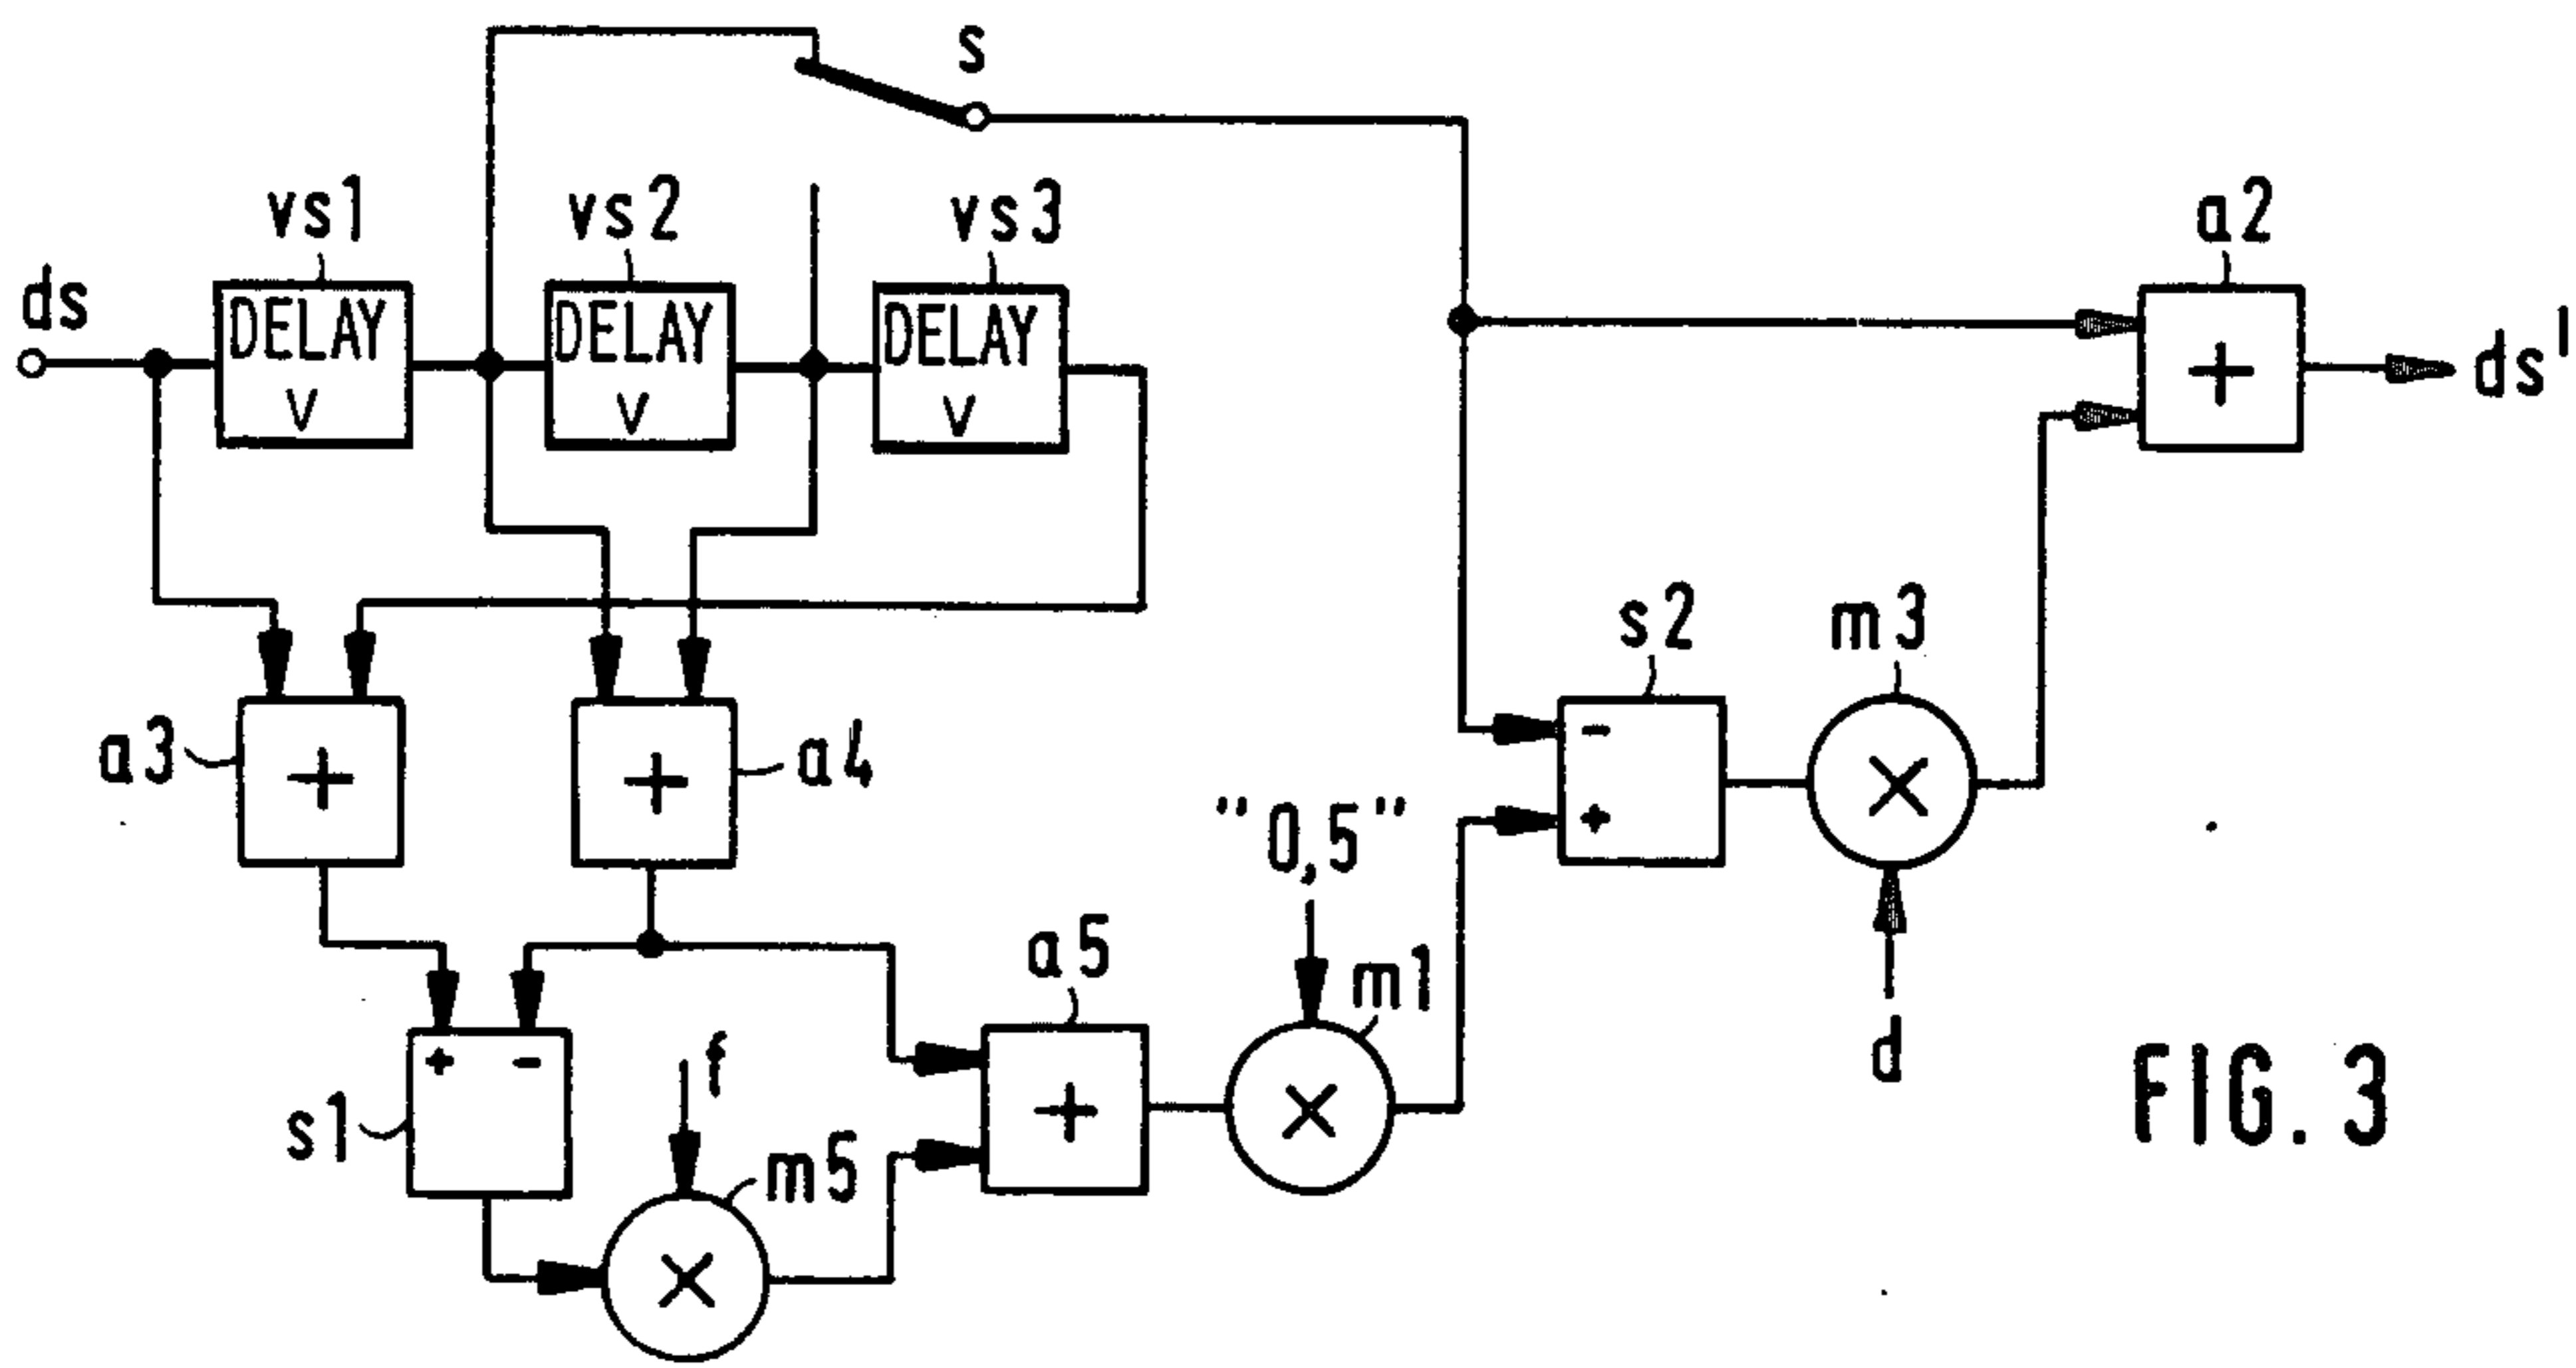 s
vs1
vs2
vs3
a2
ds
DELAY
V
DELAY
V
DELAY
V
+
ds'
s2
m3
a3
+
+
a4
"0,5"
-
+
×
a5
m1
d
+ -
f
s1
+
×
m5
×
FIG. 3